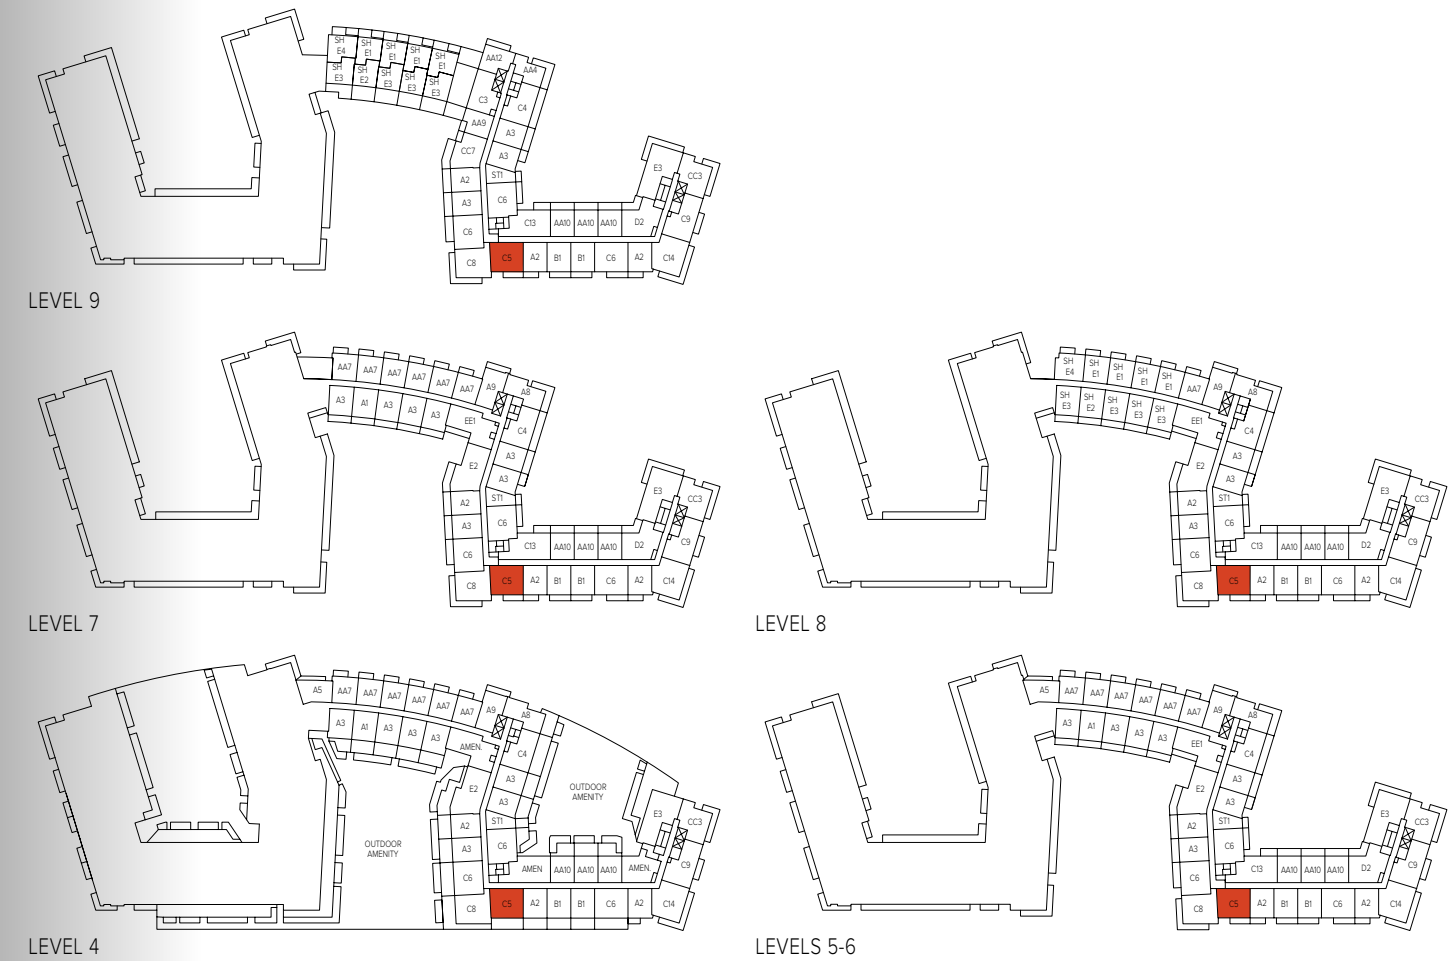 SH E4
SH E1
SH E1
SH E1
SH E1
SH E3
SH E2
SH E3
SH E3
SH E3
AA12
AA4
C3
C4
AA9
A3
CC7
A3
A2
ST1
A3
C6
C6
C8
C13
AA10
AA10
AA10
D2
E3
CC3
C9
C5
A2
B1
B1
C6
A2
C14
LEVEL 9
AA7
AA7
AA7
AA7
AA7
AA7
A9
A8
A3
A1
A3
A3
A3
EE1
C4
E2
A3
A3
A2
ST1
A3
C6
C6
C8
C13
AA10
AA10
AA10
D2
E3
CC3
C9
C5
A2
B1
B1
C6
A2
C14
LEVEL 7
SH E4
SH E1
SH E1
SH E1
SH E1
AA7
A9
A8
SH E3
SH E2
SH E3
SH E3
SH E3
EE1
C4
E2
A3
A3
A2
ST1
A3
C6
C6
C8
C13
AA10
AA10
AA10
D2
E3
CC3
C9
C5
A2
B1
B1
C6
A2
C14
LEVEL 8
A5
AA7
AA7
AA7
AA7
AA7
AA7
A9
A8
A3
A1
A3
A3
A3
AMEN.
C4
E2
A3
A3
A2
ST1
A3
C6
C6
C8
OUTDOOR
AMENITY
OUTDOOR
AMENITY
AMEN
AA10
AA10
AA10
AMEN.
E3
CC3
C9
C5
A2
B1
B1
C6
A2
C14
LEVEL 4
A5
AA7
AA7
AA7
AA7
AA7
AA7
A9
A8
A3
A1
A3
A3
A3
EE1
C4
E2
A3
A3
A2
ST1
A3
C6
C6
C8
C13
AA10
AA10
AA10
D2
E3
CC3
C9
C5
A2
B1
B1
C6
A2
C14
LEVELS 5-6